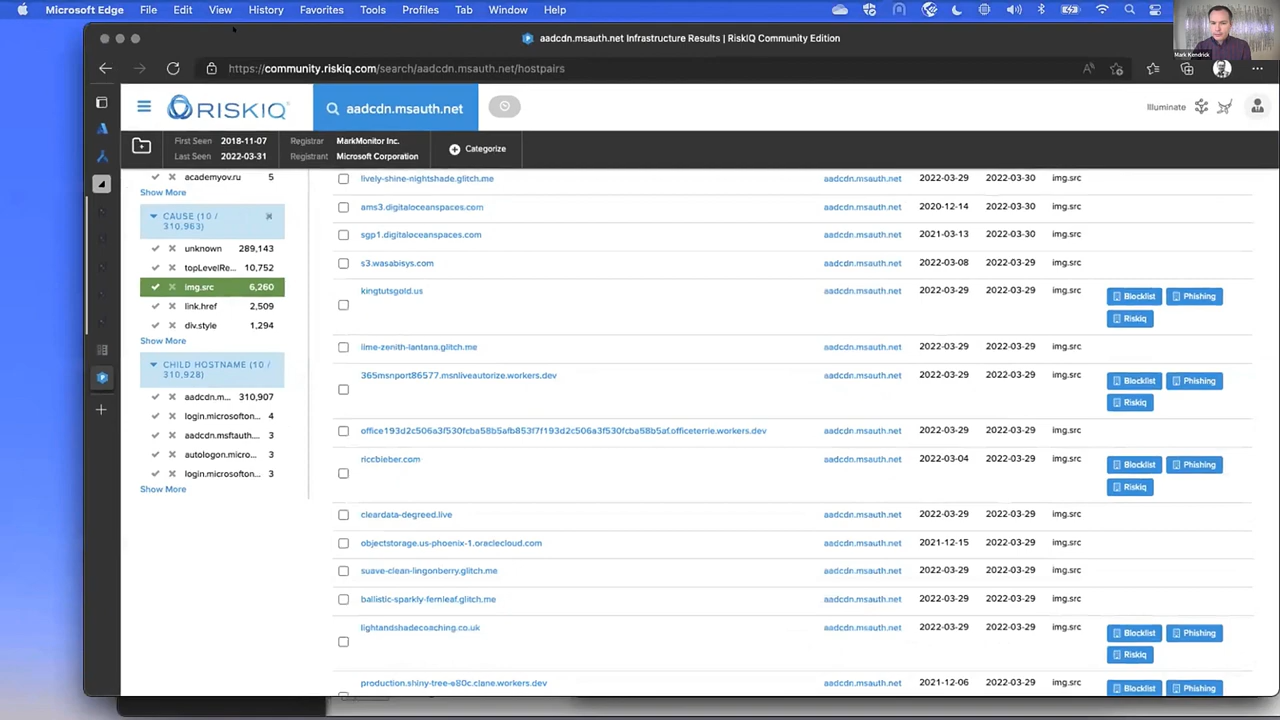 Microsoft Edge File Edit View History Favorites Tools Profiles Tab Window Help
Mark Kendrick
aadcdn.msauth.net Infrastructure Results | RiskIQ Community Edition
https://community.riskiq.com/search/aadcdn.msauth.net/hostpairs
RISKIQ
aadcdn.msauth.net
Illuminate
First Seen 2018-11-07 Registrar MarkMonitor Inc.
Last Seen 2022-03-31 Registrant Microsoft Corporation
Categorize
academyov.ru 5
Show More
CAUSE (10 / 310,963)
unknown 289,143
topLevelRe... 10,752
img.src 6,260
link.href 2,509
div.style 1,294
Show More
CHILD HOSTNAME (10 / 310,928)
aadcdn.m... 310,907
login.microsofton... 4
aadcdn.msftauth.... 3
autologon.micro... 3
login.microsofton... 3
Show More
lively-shine-nightshade.glitch.me aadcdn.msauth.net 2022-03-29 2022-03-30 img.src
ams3.digitaloceanspaces.com aadcdn.msauth.net 2020-12-14 2022-03-30 img.src
sgp1.digitaloceanspaces.com aadcdn.msauth.net 2021-03-13 2022-03-30 img.src
s3.wasabisys.com aadcdn.msauth.net 2022-03-08 2022-03-29 img.src
kingtutsgold.us aadcdn.msauth.net 2022-03-29 2022-03-29 img.src Blocklist Phishing
Riskiq
lime-zenith-lantana.glitch.me aadcdn.msauth.net 2022-03-29 2022-03-29 img.src
365msnport86577.msnliveautorize.workers.dev aadcdn.msauth.net 2022-03-29 2022-03-29 img.src Blocklist Phishing
Riskiq
office193d2c506a3f530fcba58b5afb853f7f193d2c506a3f530fcba58b5af.officeterrie.workers.dev aadcdn.msauth.net 2022-03-29 2022-03-29 img.src
riccbieber.com aadcdn.msauth.net 2022-03-04 2022-03-29 img.src Blocklist Phishing
Riskiq
cleardata-degreed.live aadcdn.msauth.net 2022-03-29 2022-03-29 img.src
objectstorage.us-phoenix-1.oraclecloud.com aadcdn.msauth.net 2021-12-15 2022-03-29 img.src
suave-clean-lingonberry.glitch.me aadcdn.msauth.net 2022-03-29 2022-03-29 img.src
ballistic-sparkly-fernleaf.glitch.me aadcdn.msauth.net 2022-03-29 2022-03-29 img.src
lightandshadecoaching.co.uk aadcdn.msauth.net 2022-03-29 2022-03-29 img.src Blocklist Phishing
Riskiq
production.shiny-tree-e80c.clane.workers.dev aadcdn.msauth.net 2021-12-06 2022-03-29 img.src Blocklist Phishing